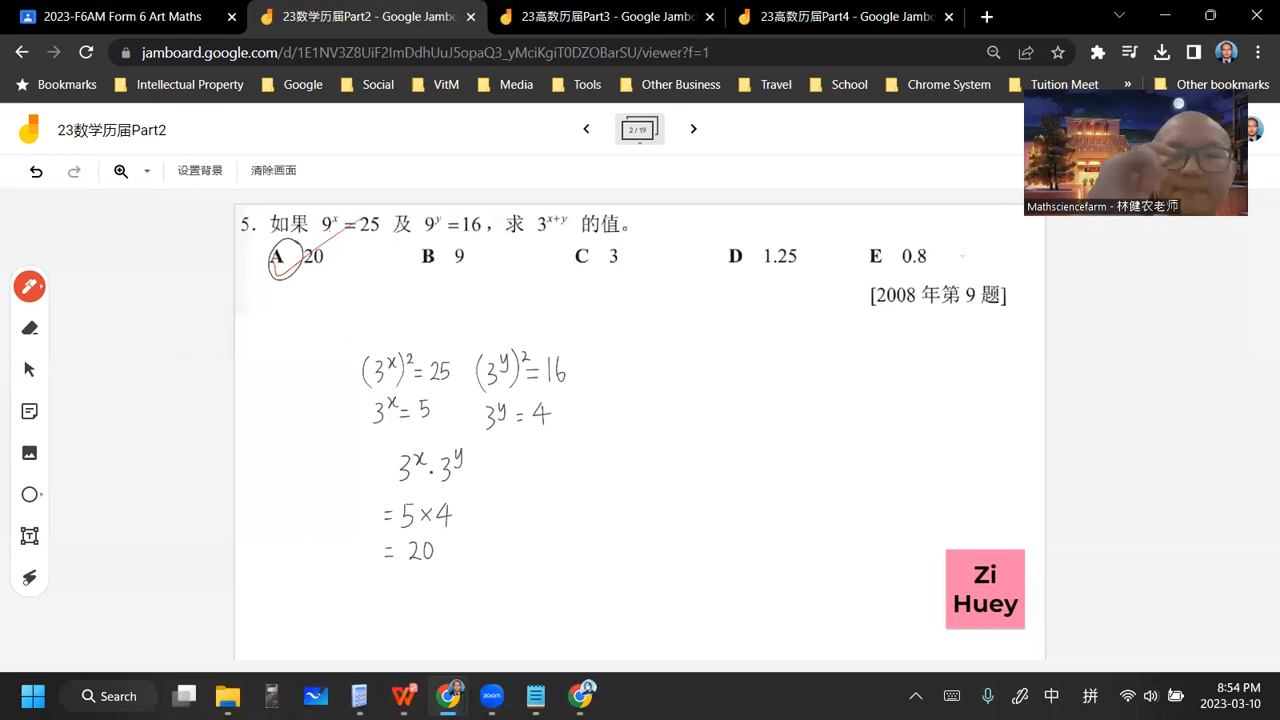 2023-F6AM Form 6 Art Maths
23数学历届Part2 - Google Jambo
23高数历届Part3 - Google Jambo
23高数历届Part4 - Google Jambo
jamboard.google.com/d/1E1NV3Z8UiF2ImDdhUuJ5opaQ3_yMciKgiT0DZOBarSU/viewer?f=1
Bookmarks Intellectual Property Google Social VitM Media Tools Other Business Travel School Chrome System Tuition Meet » Other bookmarks
23数学历届Part2
2 / 19
设置背景 清除画面
Mathsciencefarm - 林健农老师
5. 如果 9^x = 25 及 9^y = 16，求 3^{x+y} 的值。
A 20 B 9 C 3 D 1.25 E 0.8
[2008 年第 9 题]
(3^x)^2 = 25 (3^y)^2 = 16
3^x = 5 3^y = 4
3^x · 3^y
= 5 × 4
= 20
Zi
Huey
Search
中 拼
8:54 PM
2023-03-10